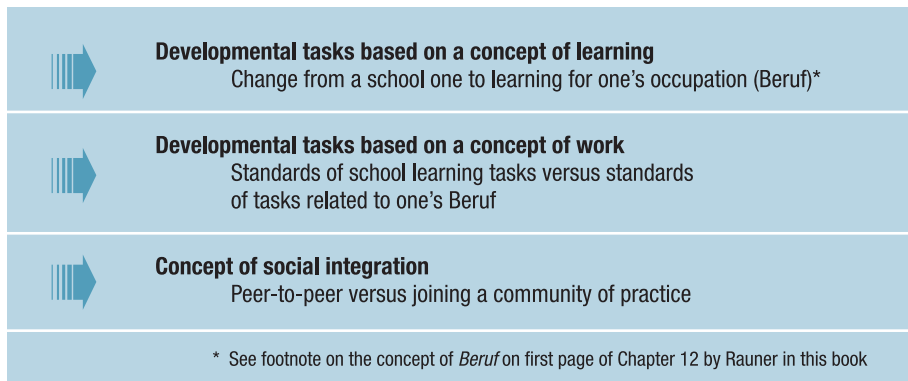 Developmental tasks based on a concept of learning
Change from a school one to learning for one’s occupation (Beruf)*
Developmental tasks based on a concept of work
Standards of school learning tasks versus standards
of tasks related to one’s Beruf
Concept of social integration
Peer-to-peer versus joining a community of practice
* See footnote on the concept of Beruf on first page of Chapter 12 by Rauner in this book